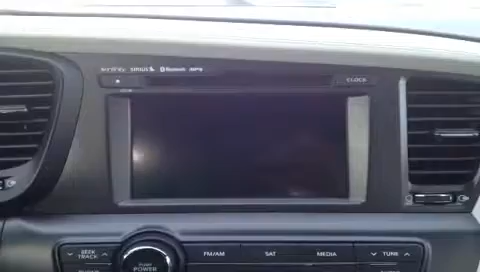 SIRIUS Bluetooth MP3
CLOCK
SEEK
TRACK
PUSH
POWER
FM/AM
SAT
MEDIA
TUNE